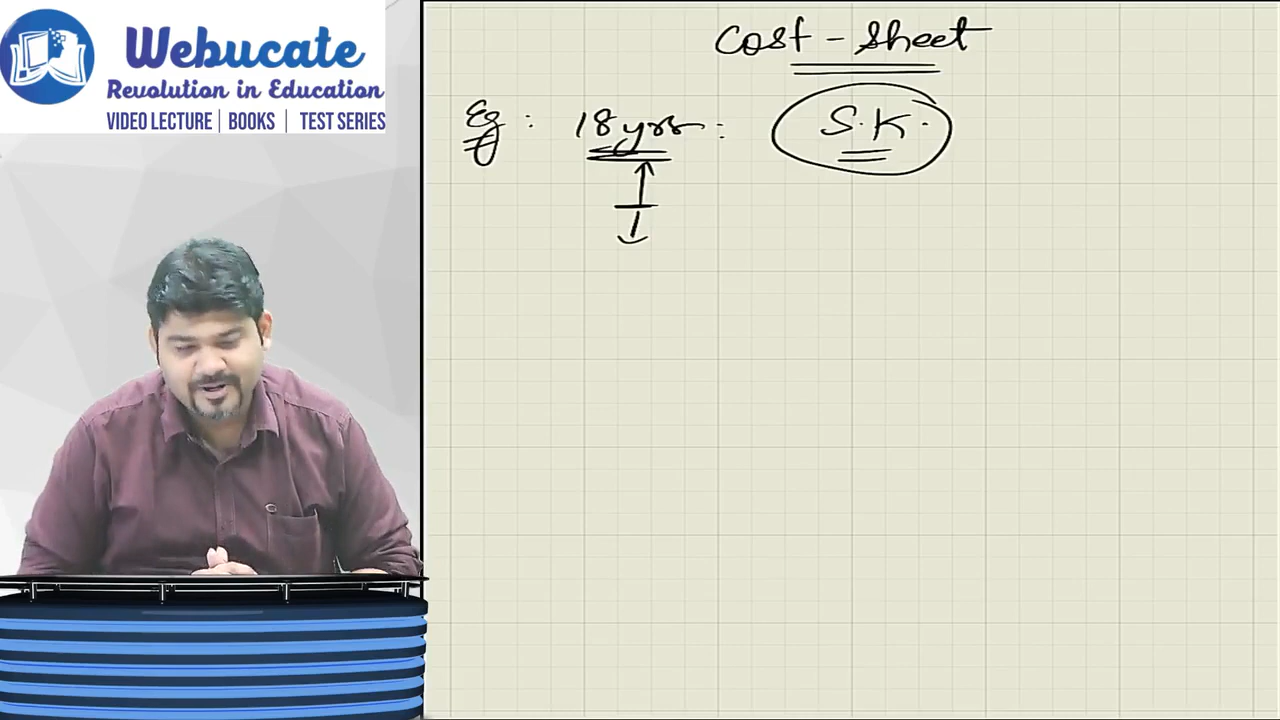 Webucate
Revolution in Education
VIDEO LECTURE | BOOKS | TEST SERIES
Cost - Sheet
Eg : 18 yrs : S.K.